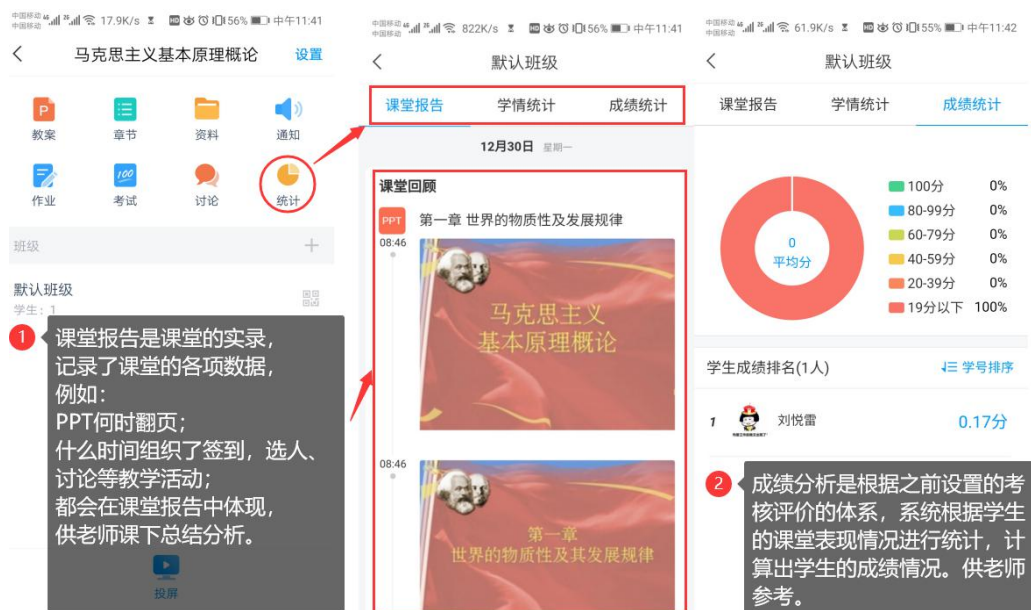 中国移动
中国移动
17.9K/s
56%
中午11:41
马克思主义基本原理概论
设置
教案
章节
资料
通知
作业
100
考试
讨论
统计
班级
默认班级
学生：1
1
课堂报告是课堂的实录，
记录了课堂的各项数据，
例如：
PPT何时翻页；
什么时间组织了签到，选人、
讨论等教学活动；
都会在课堂报告中体现，
供老师课下总结分析。
投屏
中国移动
中国移动
822K/s
56%
中午11:41
默认班级
课堂报告
学情统计
成绩统计
12月30日 星期一
课堂回顾
PPT
第一章 世界的物质性及发展规律
08:46
马克思主义
基本原理概论
08:46
第一章
世界的物质性及其发展规律
中国移动
中国移动
61.9K/s
55%
中午11:42
默认班级
课堂报告
学情统计
成绩统计
0
平均分
100分 0%
80-99分 0%
60-79分 0%
40-59分 0%
20-39分 0%
19分以下 100%
学生成绩排名(1人)
学号排序
1
刘悦雷
0.17分
2
成绩分析是根据之前设置的考
核评价的体系，系统根据学生
的课堂表现情况进行统计，计
算出学生的成绩情况。供老师
参考。